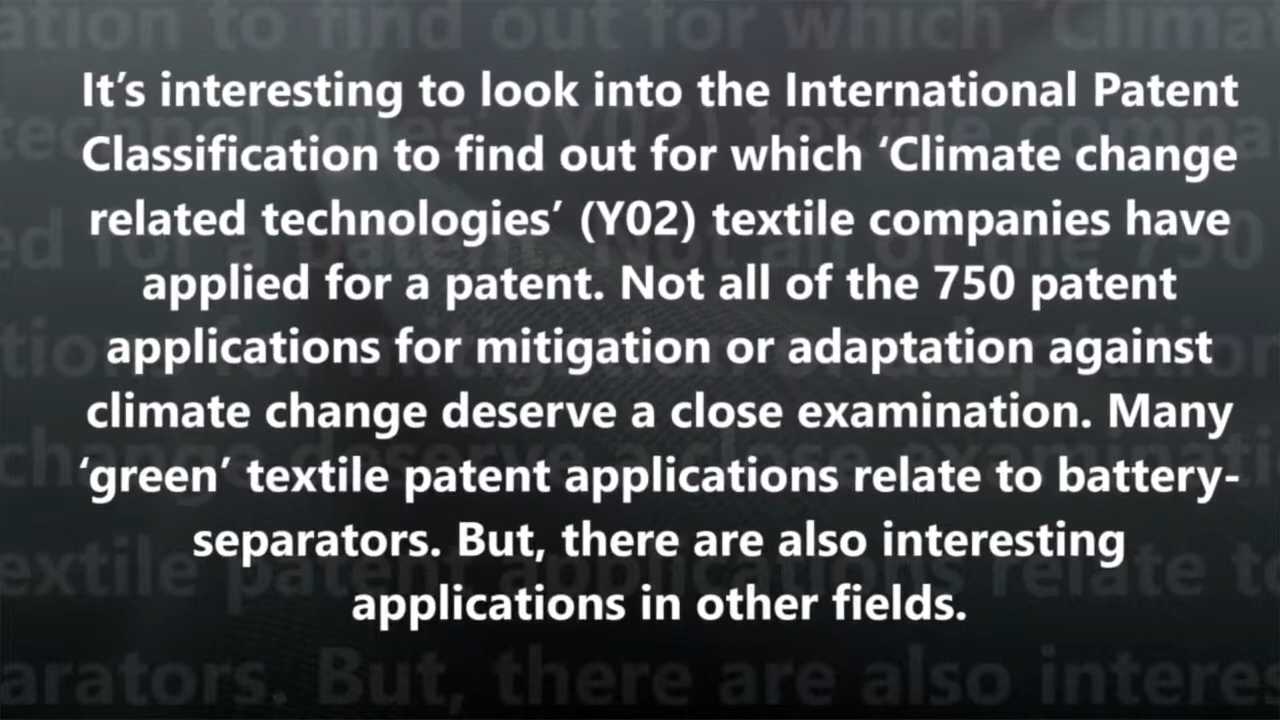 It’s interesting to look into the International Patent
Classification to find out for which ‘Climate change
related technologies’ (Y02) textile companies have
applied for a patent. Not all of the 750 patent
applications for mitigation or adaptation against
climate change deserve a close examination. Many
‘green’ textile patent applications relate to battery-
separators. But, there are also interesting
applications in other fields.